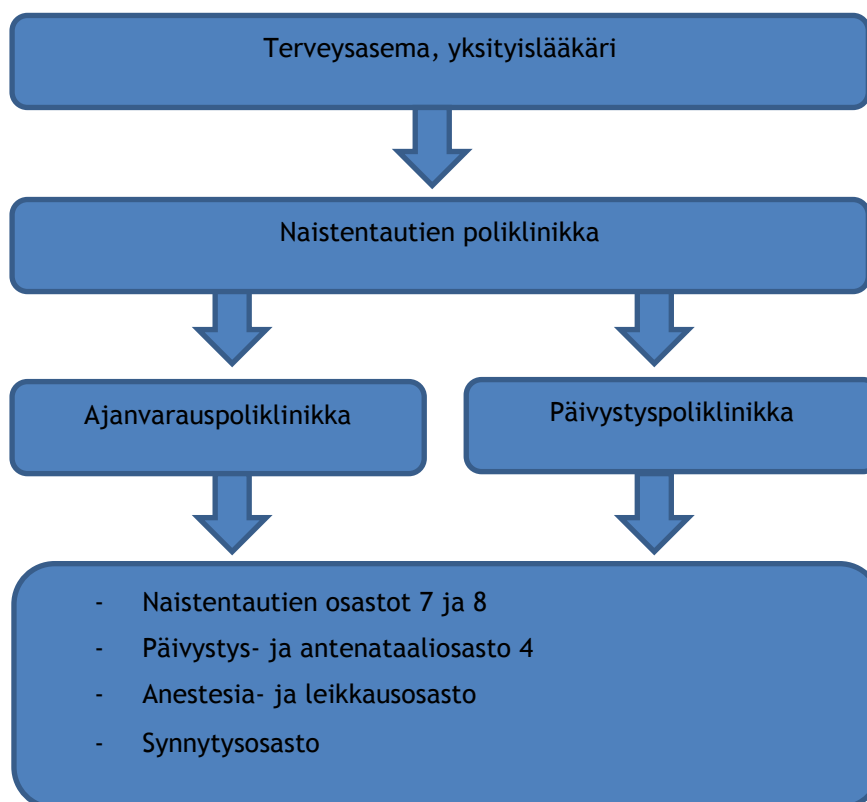 Terveysasema, yksityislääkäri
Naistentautien poliklinikka
Ajanvarauspoliklinikka
Päivystyspoliklinikka
- Naistentautien osastot 7 ja 8
- Päivystys- ja antenataaliosasto 4
- Anestesia- ja leikkausosasto
- Synnytysosasto